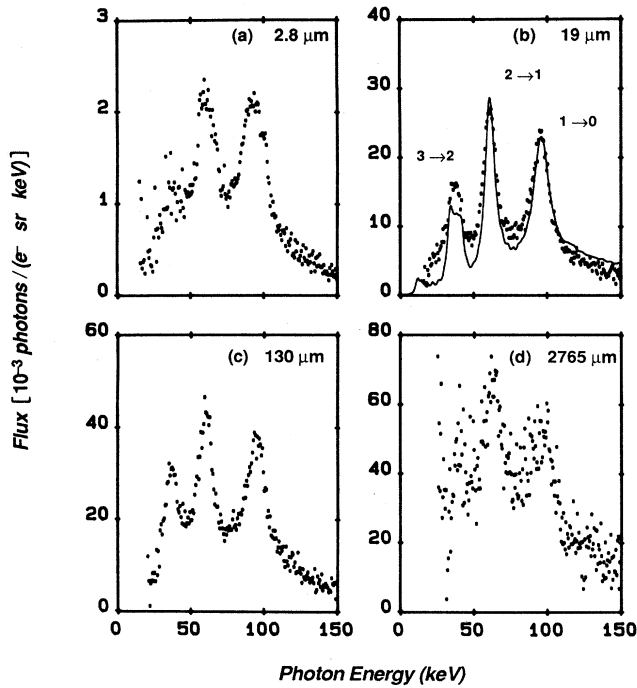 3
(a) 2.8 μm
2
1
0
40
(b) 19 μm
30
2→1
1→0
20
3→2
10
0
Flux [10⁻³ photons / (e⁻ sr keV) ]
60
(c) 130 μm
40
20
0
0 50 100 150
80
(d) 2765 μm
60
40
20
0
0 50 100 150
Photon Energy (keV)